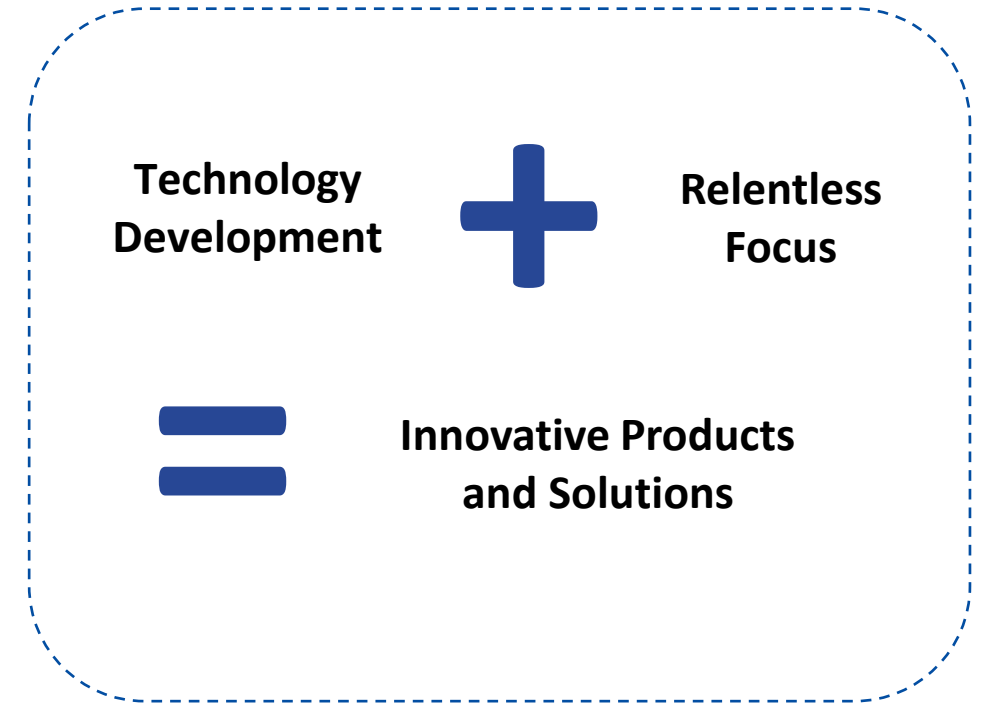 Technology
Development
Relentless
Focus
Innovative Products
and Solutions